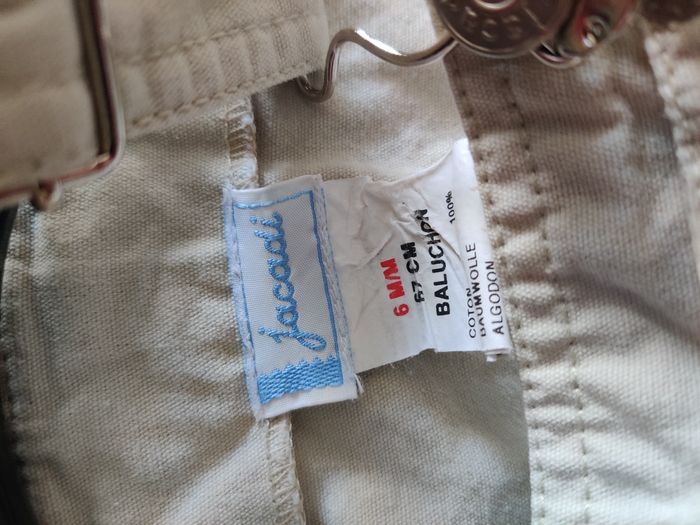 jacadi
6 M/M
67 CM
BALUCHON
100%
COTON
BAUMWOLLE
ALGODON